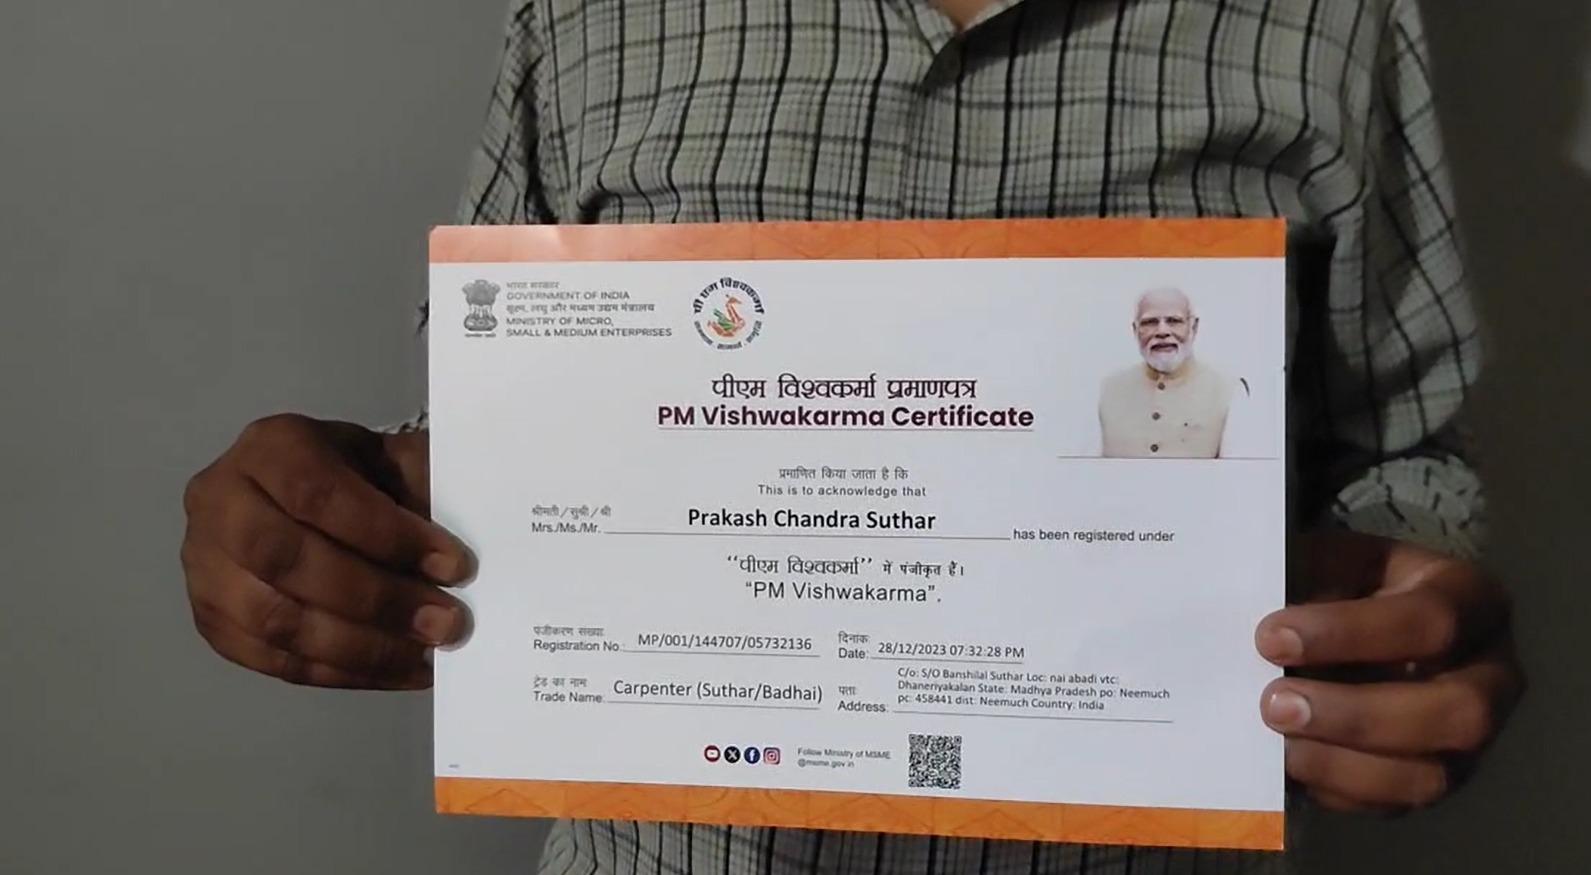 भारत सरकार
GOVERNMENT OF INDIA
सूक्ष्म, लघु और मध्यम उद्यम मंत्रालय
MINISTRY OF MICRO,
SMALL & MEDIUM ENTERPRISES
पी एम विश्वकर्मा
पीएम विश्वकर्मा प्रमाणपत्र
PM Vishwakarma Certificate
प्रमाणित किया जाता है कि
This is to acknowledge that
श्रीमती/सुश्री/श्री
Mrs./Ms./Mr. Prakash Chandra Suthar has been registered under
“पीएम विश्वकर्मा” में पंजीकृत हैं।
“PM Vishwakarma”.
पंजीकरण संख्या:
Registration No.: MP/001/144707/05732136
दिनांक:
Date: 28/12/2023 07:32:28 PM
ट्रेड का नाम
Trade Name: Carpenter (Suthar/Badhai)
पता:
Address:
C/o: S/O Banshilal Suthar Loc: nai abadi vtc:
Dhaneriyakalan State: Madhya Pradesh po: Neemuch
pc: 458441 dist: Neemuch Country: India
Follow Ministry of MSME
@msme.gov.in